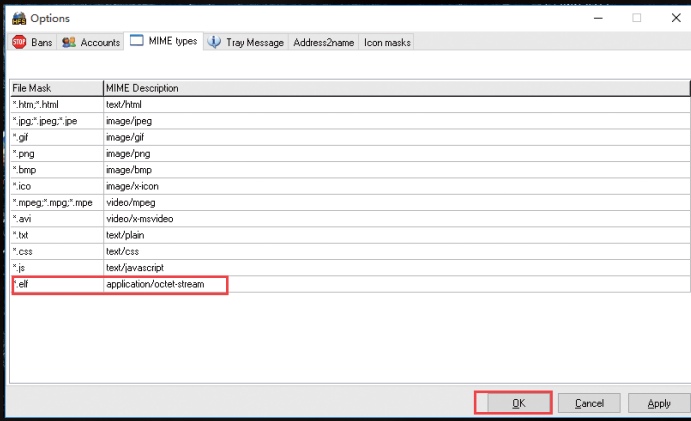 HFS Options
STOP Bans Accounts MIME types Tray Message Address2name Icon masks
File Mask MIME Description
*.htm;*.html text/html
*.jpg;*.jpeg;*.jpe image/jpeg
*.gif image/gif
*.png image/png
*.bmp image/bmp
*.ico image/x-icon
*.mpeg;*.mpg;*.mpe video/mpeg
*.avi video/x-msvideo
*.txt text/plain
*.css text/css
*.js text/javascript
*.elf application/octet-stream
OK Cancel Apply